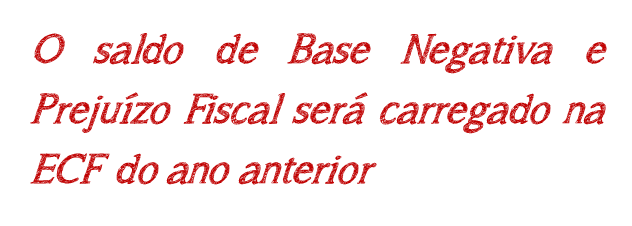 O saldo de Base Negativa e
Prejuízo Fiscal será carregado na
ECF do ano anterior